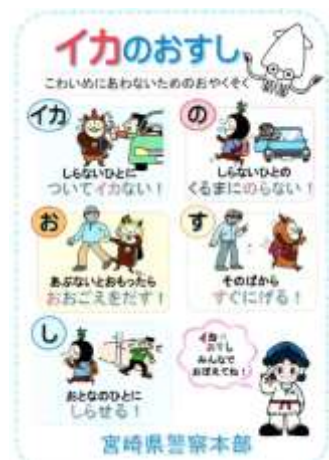 イカのおすし
こわいめにあわないためのおやくそく
イカ
しらないひとに
ついてイカない！
の
しらないひとの
くるまにのらない！
お
あぶないとおもったら
おおごえをだす！
す
そのばから
すぐにげる！
し
おとなのひとに
しらせる！
イカの
おすし
みんなで
おぼえてね！
宮崎県警察本部